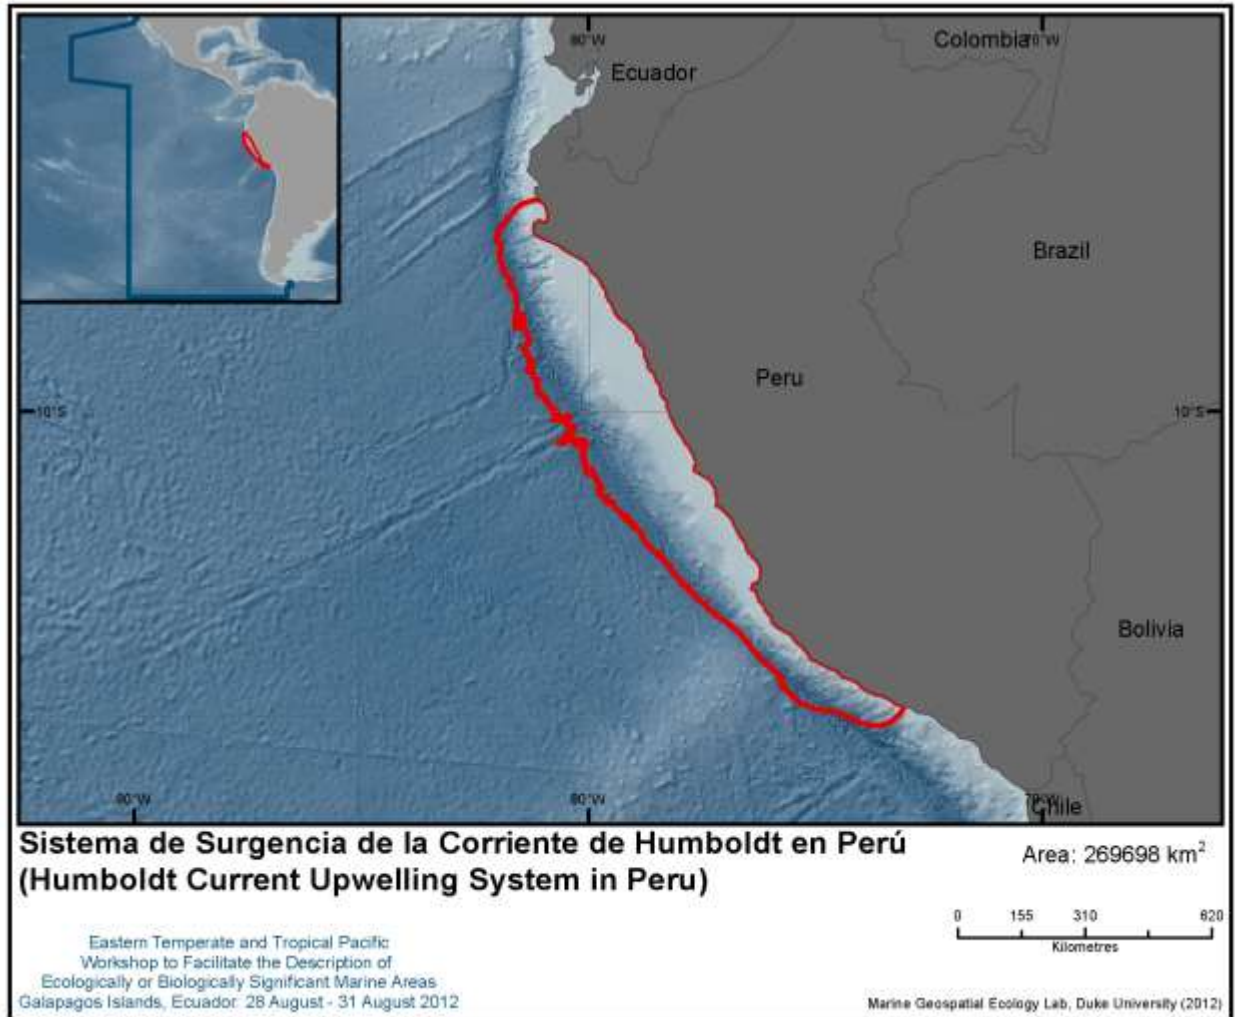 80°W
Colombia
70°W
Ecuador
Brazil
Peru
10°S
10°S
Bolivia
90°W
80°W
70°W
Chile
Sistema de Surgencia de la Corriente de Humboldt en Perú
(Humboldt Current Upwelling System in Peru)
Area: 269698 km²
0 155 310 620
Kilometres
Eastern Temperate and Tropical Pacific
Workshop to Facilitate the Description of
Ecologically or Biologically Significant Marine Areas
Galapagos Islands, Ecuador: 28 August - 31 August 2012
Marine Geospatial Ecology Lab, Duke University (2012)